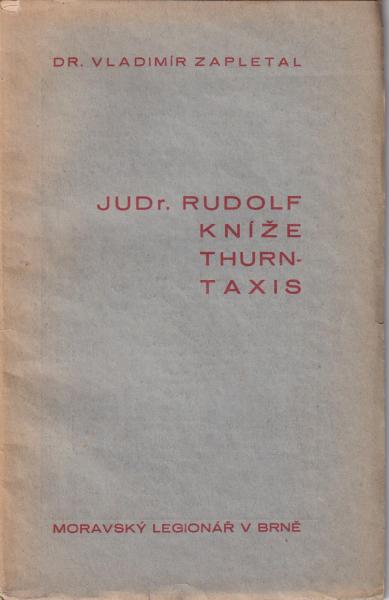 DR. VLADIMÍR ZAPLETAL
JUDr. RUDOLF
KNÍŽE
THURN-
TAXIS
MORAVSKÝ LEGIONÁŘ V BRNĚ